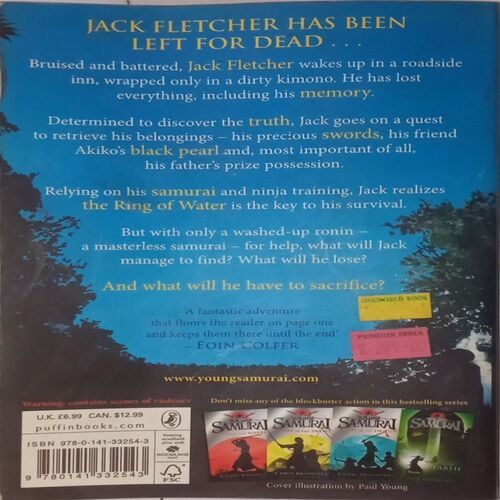 JACK FLETCHER HAS BEEN
LEFT FOR DEAD . . .
Bruised and battered, Jack Fletcher wakes up in a roadside
inn, wrapped only in a dirty kimono. He has lost
everything, including his memory.
Determined to discover the truth, Jack goes on a quest
to retrieve his belongings – his precious swords, his friend
Akiko's black pearl and, most important of all,
his father's prize possession.
Relying on his samurai and ninja training, Jack realizes
the Ring of Water is the key to his survival.
But with only a washed-up ronin –
a masterless samurai – for help, what will Jack
manage to find? What will he lose?
And what will he have to sacrifice?
'A fantastic adventure
that floors the reader on page one
and keeps them there until the end'
– EOIN COLFER
ONEWORLD BOOK
PENGUIN INDIA
www.youngsamurai.com
Warning: contains scenes of violence
Don't miss any of the blockbuster action in this bestselling series
U.K. £6.99 CAN. $12.99
puffinbooks.com
ISBN 978-0-141-33254-3
9 780141 332543
WOODLAND
FSC
SAMURAI
SAMURAI
SAMURAI
SAMURAI
EARTH
Cover illustration by Paul Young